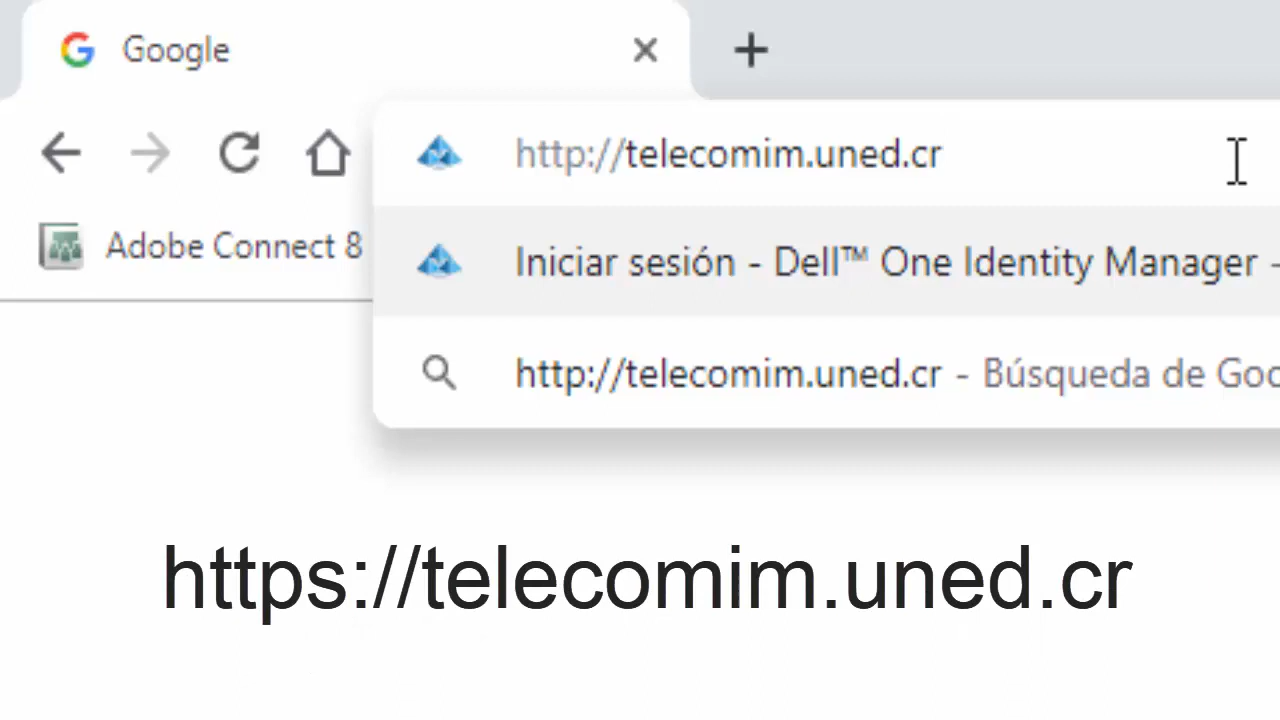 Google
http://telecomim.uned.cr
Adobe Connect 8
Iniciar sesión - Dell™ One Identity Manager -
http://telecomim.uned.cr - Búsqueda de Goo
https://telecomim.uned.cr